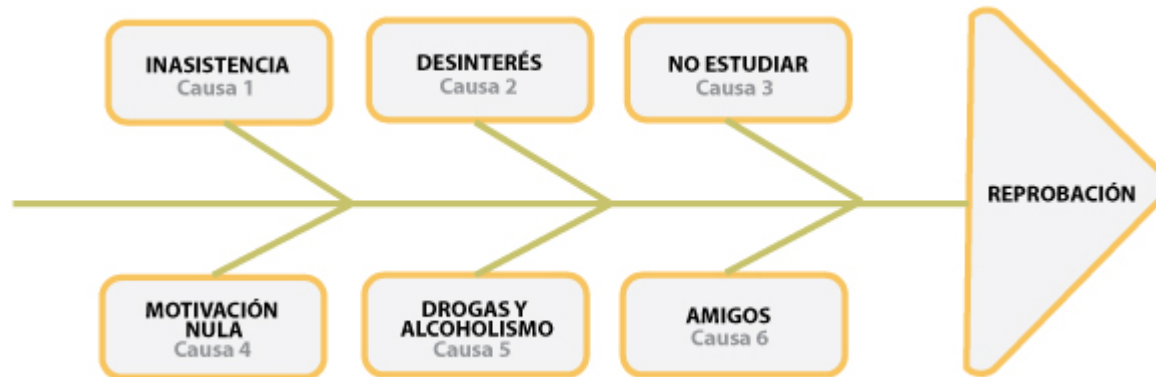 INASISTENCIA
Causa 1
DESINTERÉS
Causa 2
NO ESTUDIAR
Causa 3
REPROBACIÓN
MOTIVACIÓN
NULA
Causa 4
DROGAS Y
ALCOHOLISMO
Causa 5
AMIGOS
Causa 6